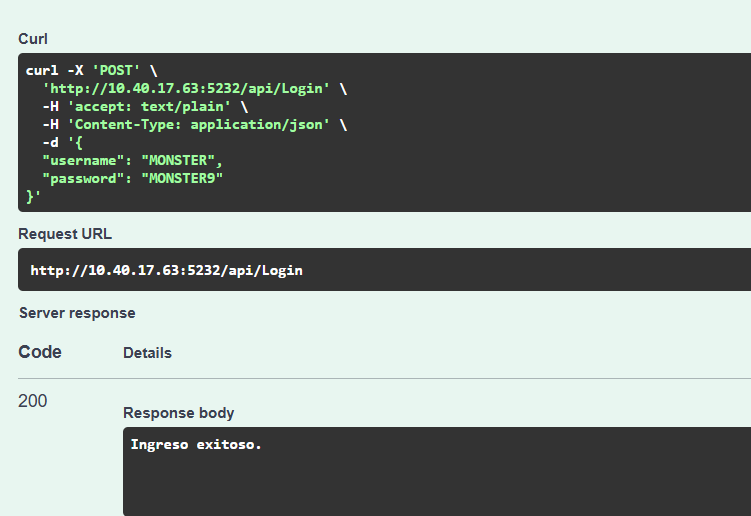 Curl
curl -X 'POST' \
'http://10.40.17.63:5232/api/Login' \
-H 'accept: text/plain' \
-H 'Content-Type: application/json' \
-d '{
"username": "MONSTER",
"password": "MONSTER9"
}'
Request URL
http://10.40.17.63:5232/api/Login
Server response
Code Details
200
Response body
Ingreso exitoso.